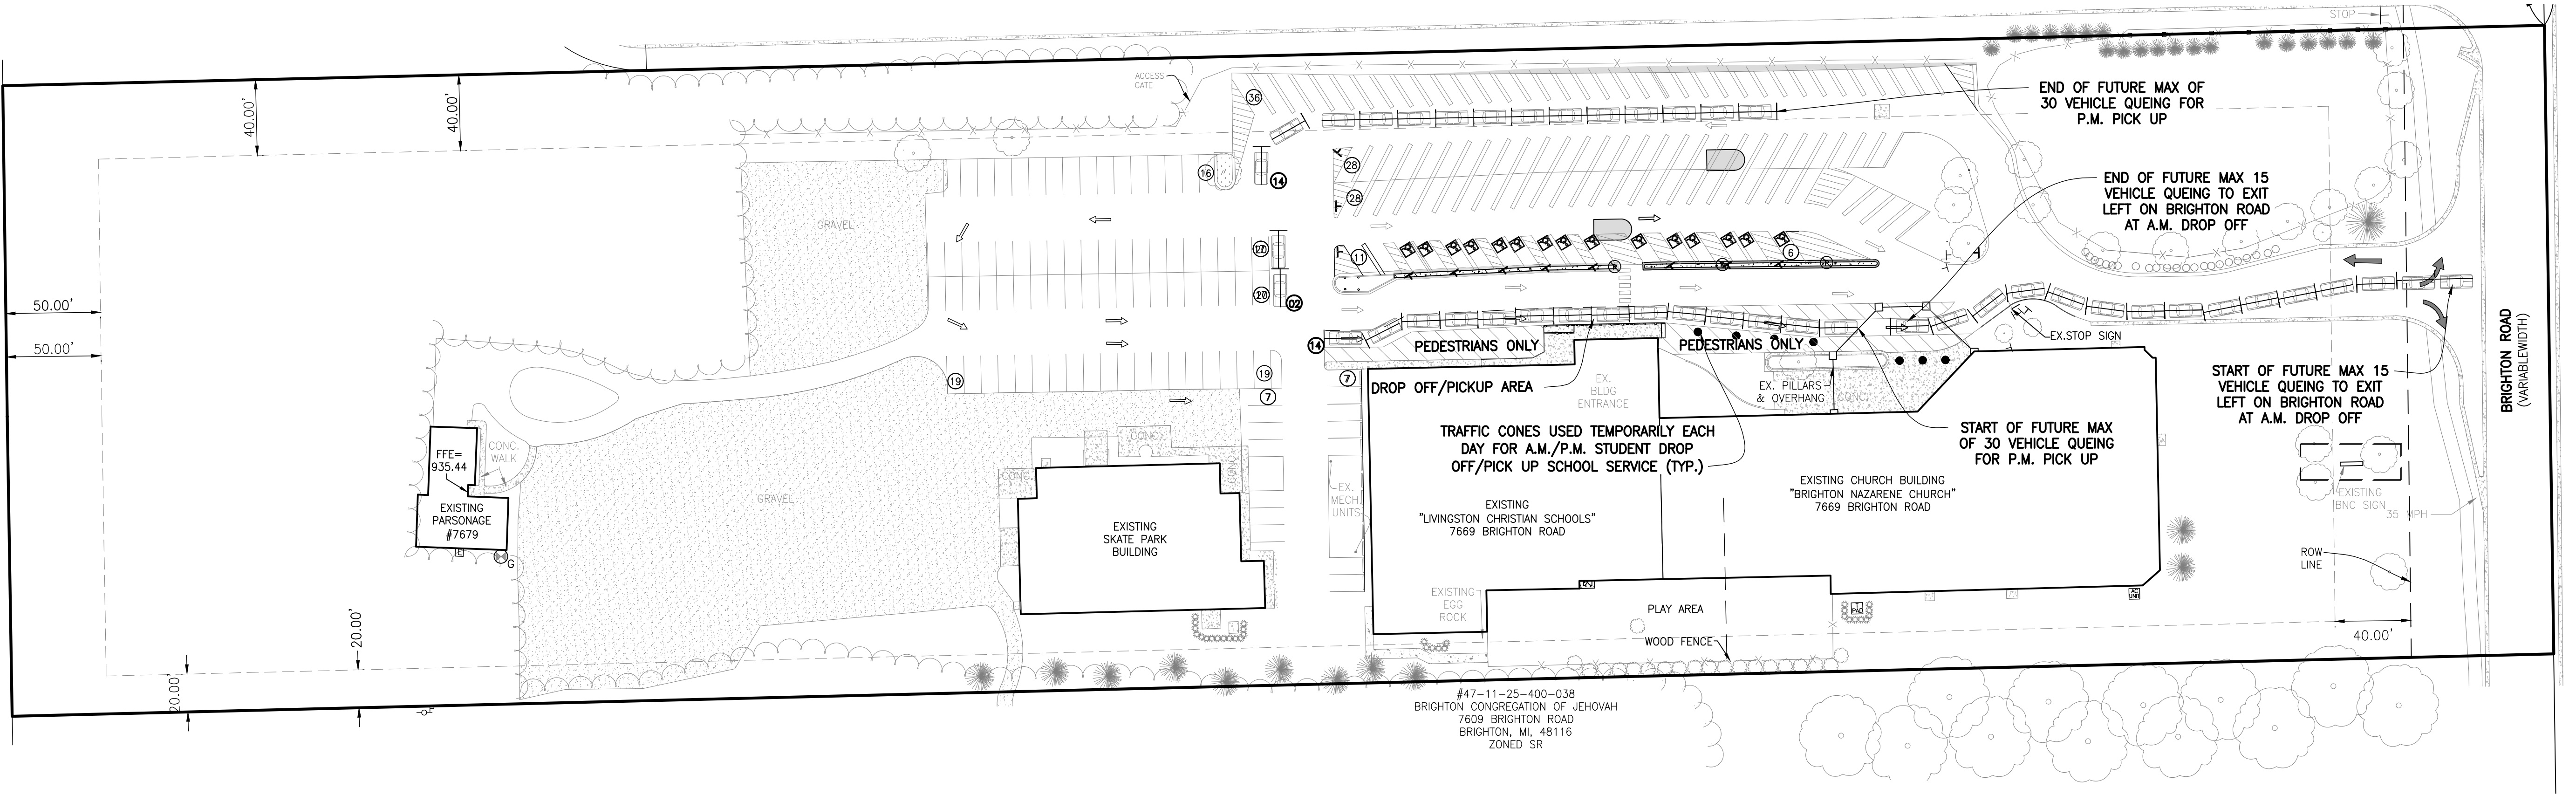 STOP
ACCESS
GATE
40.00'
40.00'
36
END OF FUTURE MAX OF
30 VEHICLE QUEING FOR
P.M. PICK UP
16
14
28
28
END OF FUTURE MAX 15
VEHICLE QUEING TO EXIT
LEFT ON BRIGHTON ROAD
AT A.M. DROP OFF
GRAVEL
11
6
02
50.00'
50.00'
14
PEDESTRIANS ONLY
PEDESTRIANS ONLY
EX.STOP SIGN
BRIGHTON ROAD
(VARIABLEWIDTH)
19
19
7
7
DROP OFF/PICKUP AREA
EX.
BLDG
ENTRANCE
EX. PILLARS
& OVERHANG
CONC.
START OF FUTURE MAX 15
VEHICLE QUEING TO EXIT
LEFT ON BRIGHTON ROAD
AT A.M. DROP OFF
TRAFFIC CONES USED TEMPORARILY EACH
DAY FOR A.M./P.M. STUDENT DROP
OFF/PICK UP SCHOOL SERVICE (TYP.)
START OF FUTURE MAX
OF 30 VEHICLE QUEING
FOR P.M. PICK UP
CONC.
WALK
FFE=
935.44
CONC.
CONC.
CONC.
EXISTING
PARSONAGE
#7679
E
G
GRAVEL
EXISTING
SKATE PARK
BUILDING
EX.
MECH.
UNITS
EXISTING
"LIVINGSTON CHRISTIAN SCHOOLS"
7669 BRIGHTON ROAD
EXISTING CHURCH BUILDING
"BRIGHTON NAZARENE CHURCH"
7669 BRIGHTON ROAD
EXISTING
BNC SIGN
35 MPH
ROW
LINE
EXISTING
EGG
ROCK
PLAY AREA
WOOD FENCE
T
PAD
AC
UNIT
40.00'
20.00'
20.00'
#47-11-25-400-038
BRIGHTON CONGREGATION OF JEHOVAH
7609 BRIGHTON ROAD
BRIGHTON, MI, 48116
ZONED SR